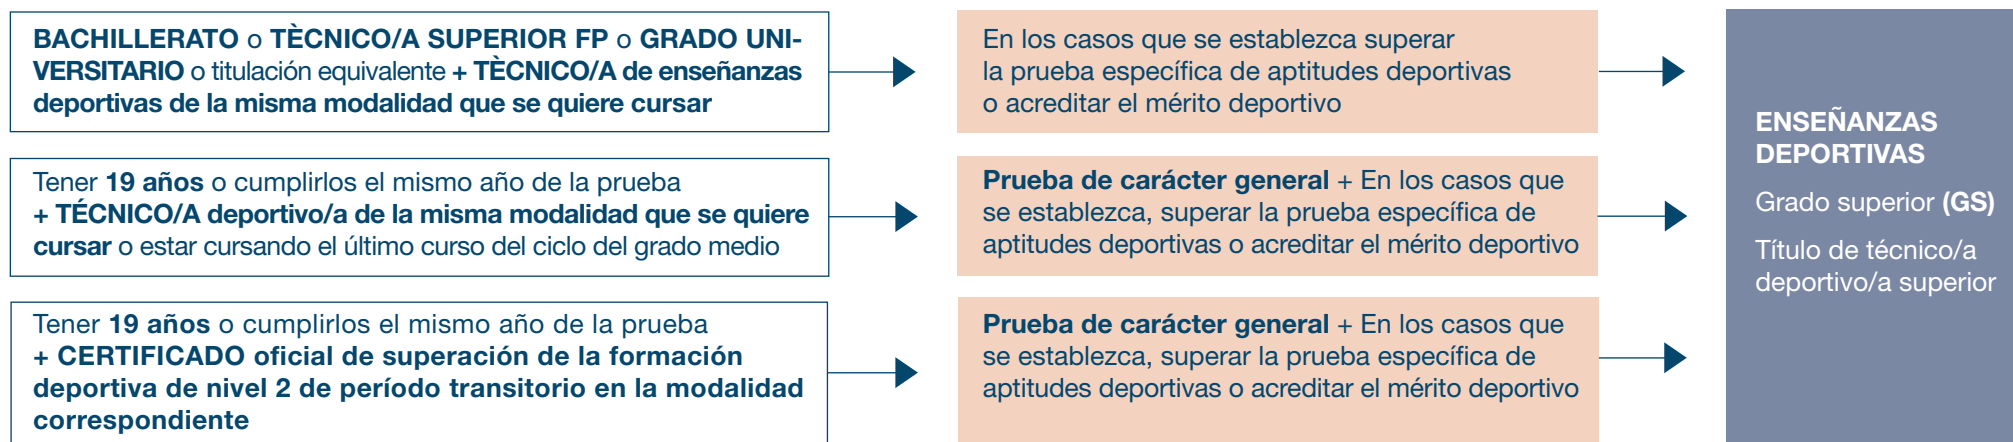 BACHILLERATO o TÈCNICO/A SUPERIOR FP o GRADO UNI-
VERSITARIO o titulación equivalente + TÈCNICO/A de enseñanzas
deportivas de la misma modalidad que se quiere cursar
En los casos que se establezca superar
la prueba específica de aptitudes deportivas
o acreditar el mérito deportivo
Tener 19 años o cumplirlos el mismo año de la prueba
+ TÉCNICO/A deportivo/a de la misma modalidad que se quiere
cursar o estar cursando el último curso del ciclo del grado medio
Prueba de carácter general + En los casos que
se establezca, superar la prueba específica de
aptitudes deportivas o acreditar el mérito deportivo
Tener 19 años o cumplirlos el mismo año de la prueba
+ CERTIFICADO oficial de superación de la formación
deportiva de nivel 2 de período transitorio en la modalidad
correspondiente
Prueba de carácter general + En los casos que
se establezca, superar la prueba específica de
aptitudes deportivas o acreditar el mérito deportivo
ENSEÑANZAS
DEPORTIVAS
Grado superior (GS)
Título de técnico/a
deportivo/a superior